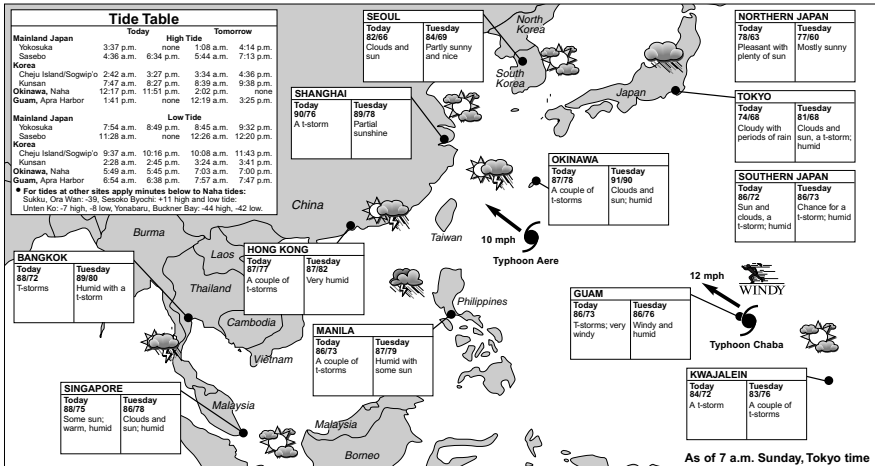 Tide Table
Today Tomorrow
Mainland Japan High Tide
Yokosuka 3:37 p.m. none 1:08 a.m. 4:14 p.m.
Sasebo 4:36 a.m. 6:34 p.m. 5:44 a.m. 7:13 p.m.
Korea
Cheju Island/Sogwip'o 2:42 a.m. 3:27 p.m. 3:34 a.m. 4:36 p.m.
Kunsan 7:47 a.m. 8:27 p.m. 8:39 a.m. 9:38 p.m.
Okinawa, Naha 12:17 p.m. 11:51 p.m. 2:02 p.m. none
Guam, Apra Harbor 1:41 p.m. none 12:19 a.m. 3:25 p.m.
Mainland Japan Low Tide
Yokosuka 7:54 a.m. 8:49 p.m. 8:45 a.m. 9:32 p.m.
Sasebo 11:28 a.m. none 12:26 a.m. 12:20 p.m.
Korea
Cheju Island/Sogwip'o 9:37 a.m. 10:16 p.m. 10:08 a.m. 11:43 p.m.
Kunsan 2:28 a.m. 2:45 p.m. 3:24 p.m. 3:41 p.m.
Okinawa, Naha 5:49 a.m. 5:45 p.m. 7:03 p.m. 7:00 p.m.
Guam, Apra Harbor 6:54 a.m. 6:38 p.m. 7:57 a.m. 7:47 p.m.
• For tides at other sites apply minutes below to Naha tides:
Sukku, Ora Wan: -39, Sesoko Byochi: +11 high and low tide:
Unten Ko: -7 high, -8 low, Yonabaru, Buckner Bay: -44 high, -42 low.
SEOUL
Today Tuesday
82/66 84/69
Clouds and Partly sunny
sun and nice
North
Korea
South
Korea
Japan
NORTHERN JAPAN
Today Tuesday
78/63 77/60
Pleasant with Mostly sunny
plenty of sun
SHANGHAI
Today Tuesday
90/76 89/78
A t-storm Partial
sunshine
TOKYO
Today Tuesday
74/68 81/68
Cloudy with Clouds and
periods of rain sun, a t-storm;
humid
OKINAWA
Today Tuesday
87/78 91/90
A couple of Clouds
t-storms and sun; humid
SOUTHERN JAPAN
Today Tuesday
86/72 86/73
Sun and Chance for a
clouds, a t-storm; humid
t-storm; humid
China
Taiwan
10 mph
Typhoon Aere
Burma
Laos
Thailand
Cambodia
Vietnam
HONG KONG
Today Tuesday
87/77 87/82
A couple of Very humid
t-storms
BANGKOK
Today Tuesday
88/72 89/80
T-storms Humid with a
t-storm
Philippines
12 mph
WINDY
Typhoon Chaba
GUAM
Today Tuesday
86/73 86/76
T-storms; very Windy and
windy humid
MANILA
Today Tuesday
86/73 87/79
A couple of Humid with
t-storms some sun
KWAJALEIN
Today Tuesday
84/72 83/76
A t-storm A couple of
t-storms
SINGAPORE
Today Tuesday
88/75 86/78
Some sun; Clouds and
warm, humid sun; humid
Malaysia
Malaysia
Borneo
As of 7 a.m. Sunday, Tokyo time